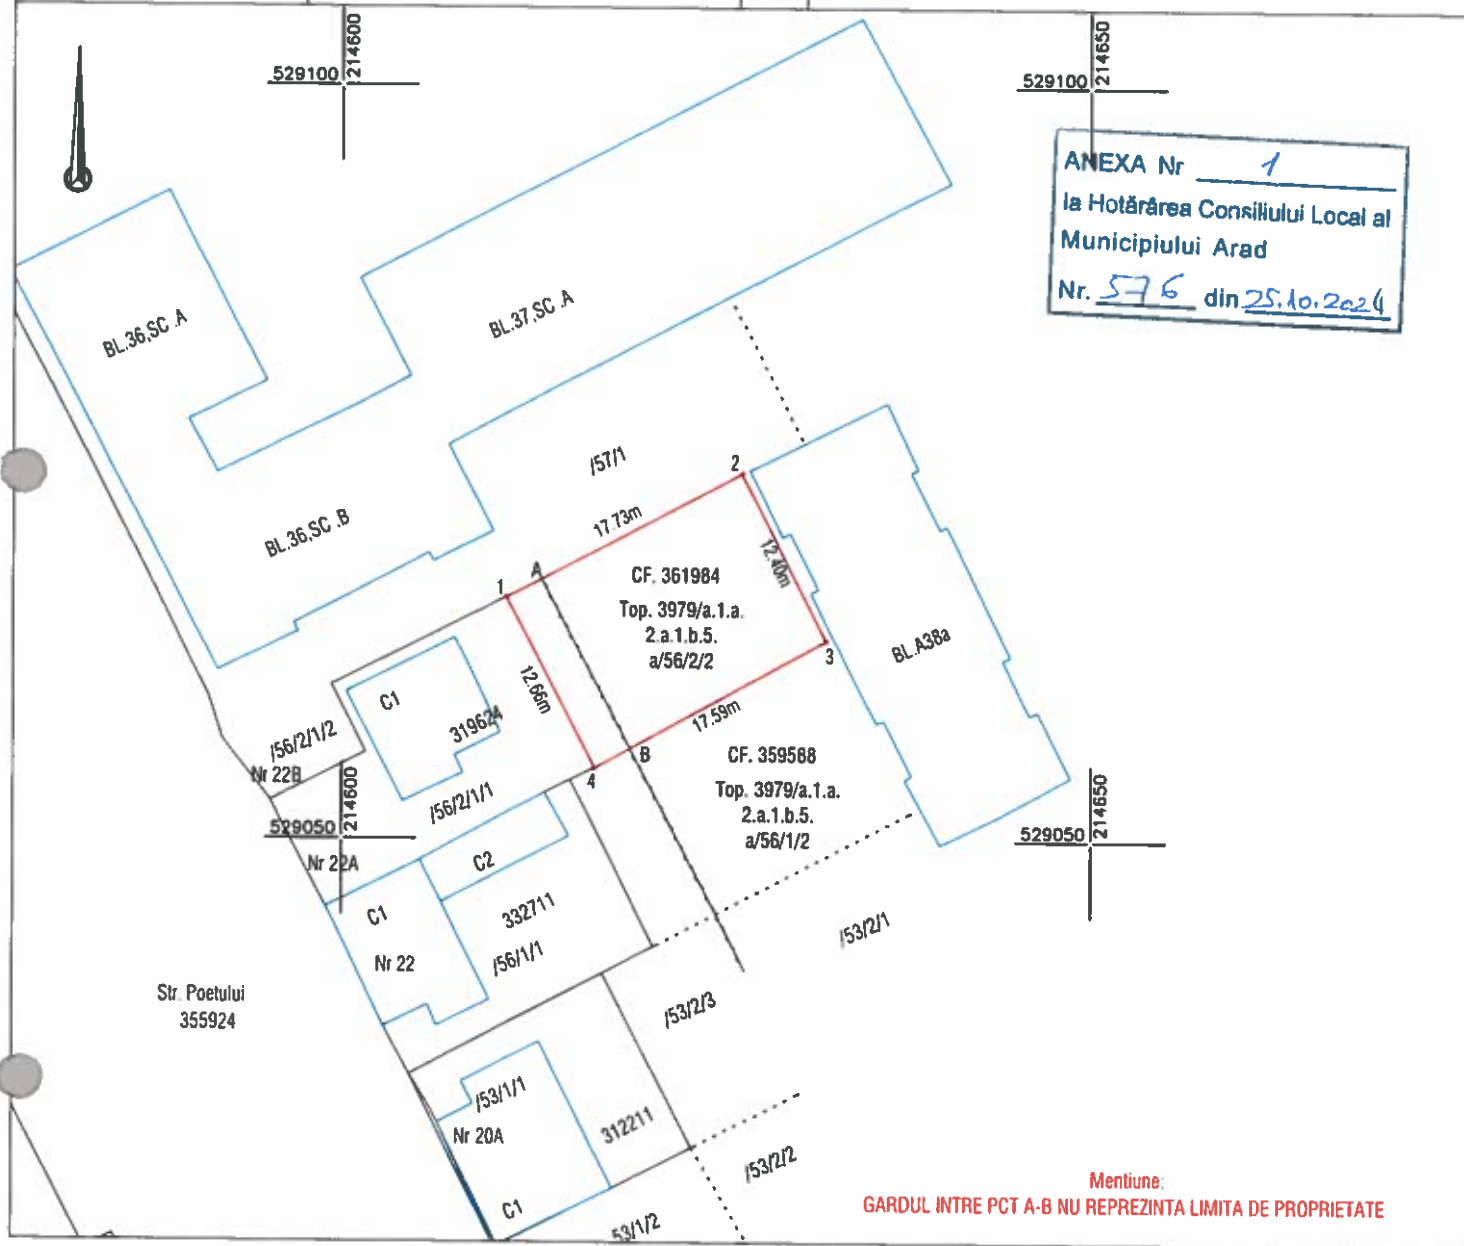 529100
214600
529100
214650
ANEXA Nr 1
la Hotărârea Consiliului Local al
Municipiului Arad
Nr. 576 din 25.10.2024
BL.36,SC .A
BL.37,SC .A
BL.36,SC .B
/57/1
2
17.73m
12.40m
1
A
CF. 361984
Top. 3979/a.1.a.
2.a.1.b.5.
a/56/2/2
BL.A38a
3
12.66m
17.59m
C1
319624
/56/2/1/2
Nr 22B
/56/2/1/1
4
B
CF. 359588
Top. 3979/a.1.a.
2.a.1.b.5.
a/56/1/2
529050
214600
529050
214650
Nr 22A
C2
C1
332711
Nr 22
/56/1/1
/53/2/1
Str. Poetului
355924
/53/2/3
/53/1/1
Nr 20A
312211
/53/2/2
C1
53/1/2
Mentiune:
GARDUL INTRE PCT A-B NU REPREZINTA LIMITA DE PROPRIETATE